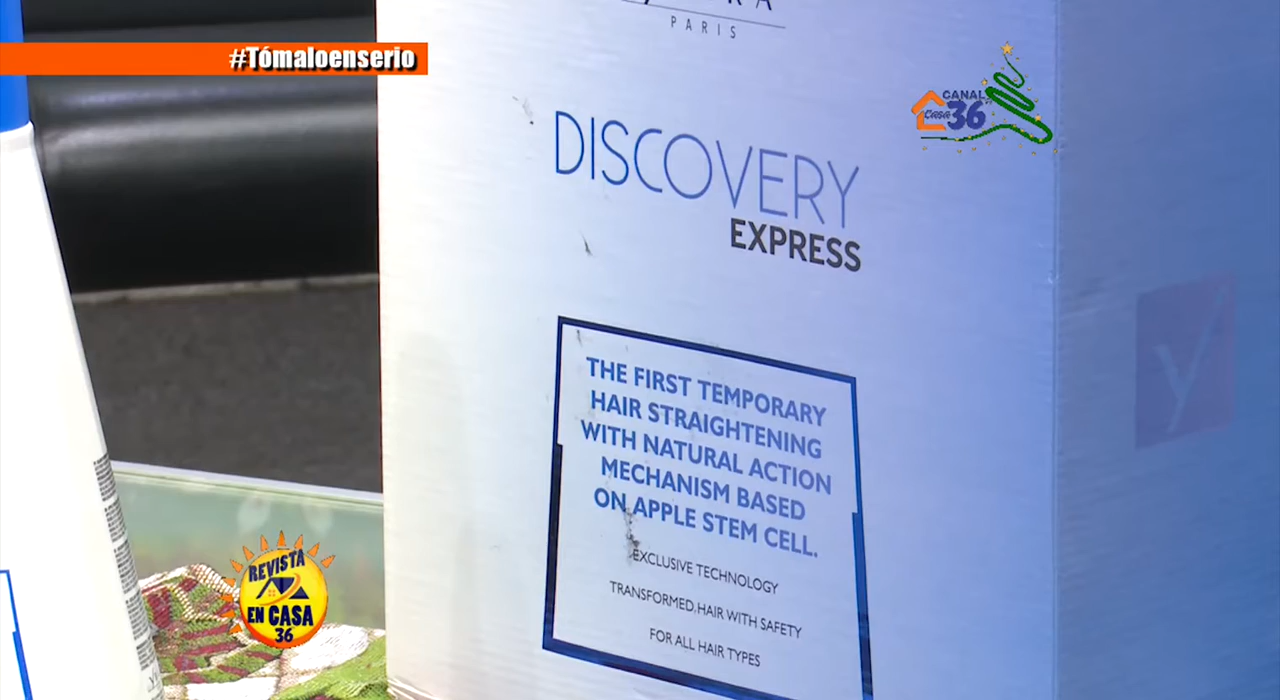 PARIS
#Tómaloenserio
CANAL
Casa 36
DISCOVERY
EXPRESS
THE FIRST TEMPORARY
HAIR STRAIGHTENING
WITH NATURAL ACTION
MECHANISM BASED
ON APPLE STEM CELL.
EXCLUSIVE TECHNOLOGY
TRANSFORMED, HAIR WITH SAFETY
FOR ALL HAIR TYPES
y
REVISTA
EN CASA
36